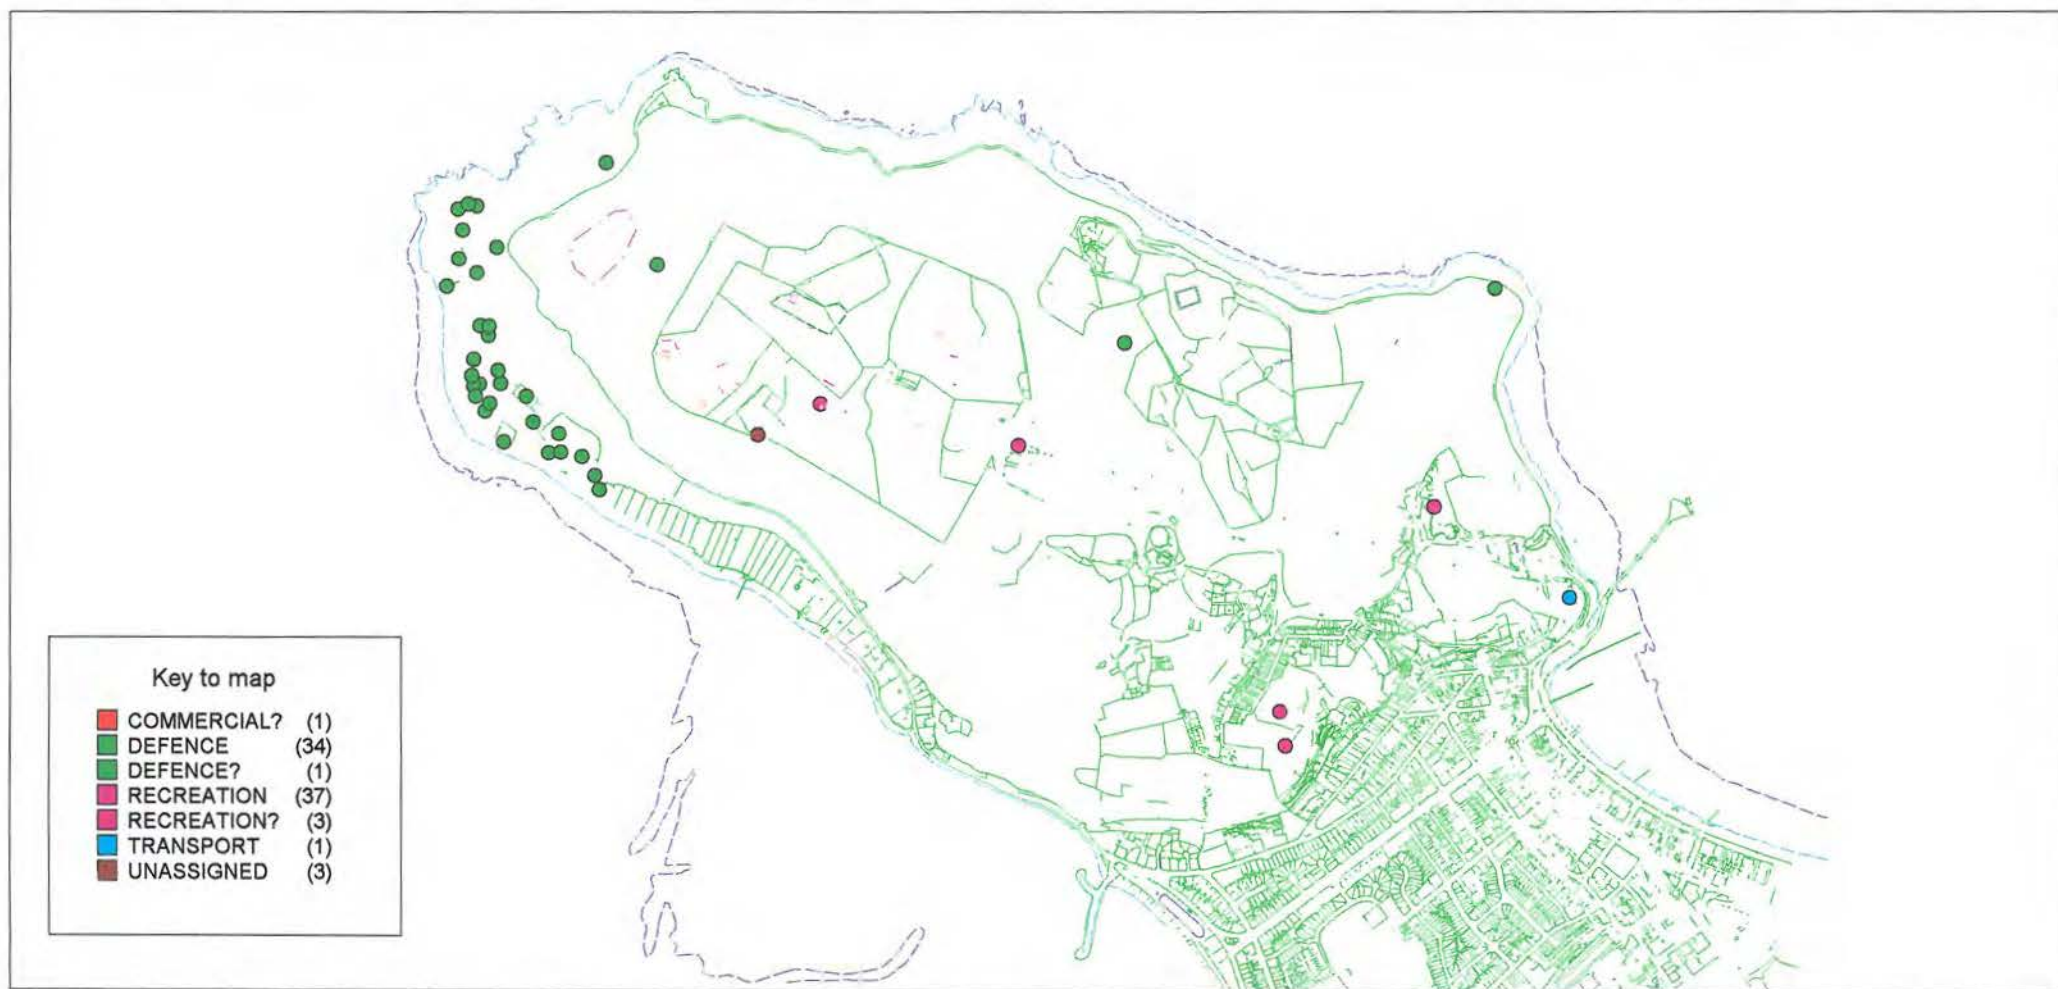 Key to map
COMMERCIAL? (1)
DEFENCE (34)
DEFENCE? (1)
RECREATION (37)
RECREATION? (3)
TRANSPORT (1)
UNASSIGNED (3)